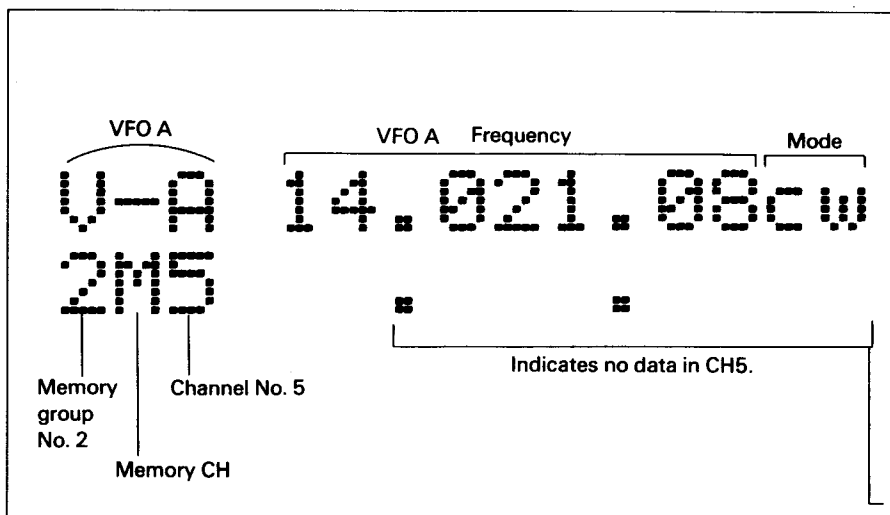 VFO A
VFO A Frequency
Mode
V-A 14.021.08cw
2M5 . .
Indicates no data in CH5.
Memory
group
No. 2
Channel No. 5
Memory CH